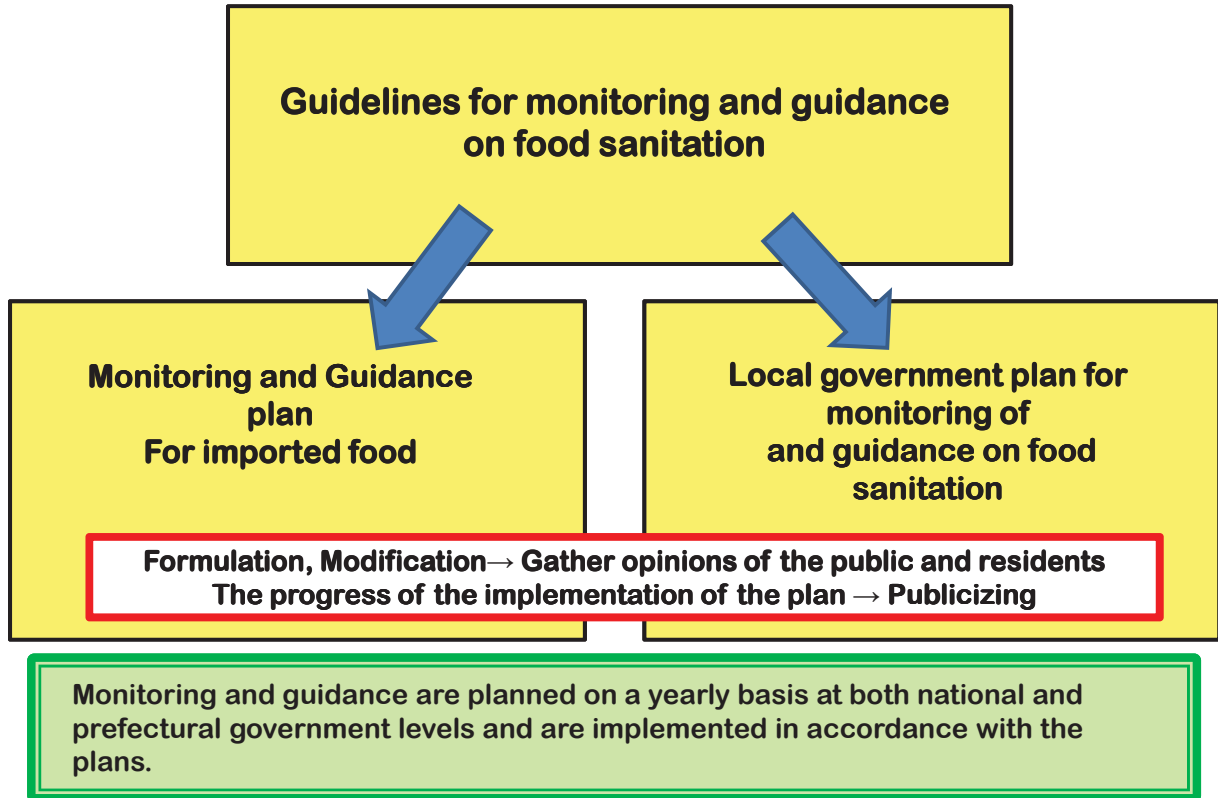 Guidelines for monitoring and guidance
on food sanitation
Monitoring and Guidance
plan
For imported food
Local government plan for
monitoring of
and guidance on food
sanitation
Formulation, Modification→ Gather opinions of the public and residents
The progress of the implementation of the plan → Publicizing
Monitoring and guidance are planned on a yearly basis at both national and
prefectural government levels and are implemented in accordance with the
plans.